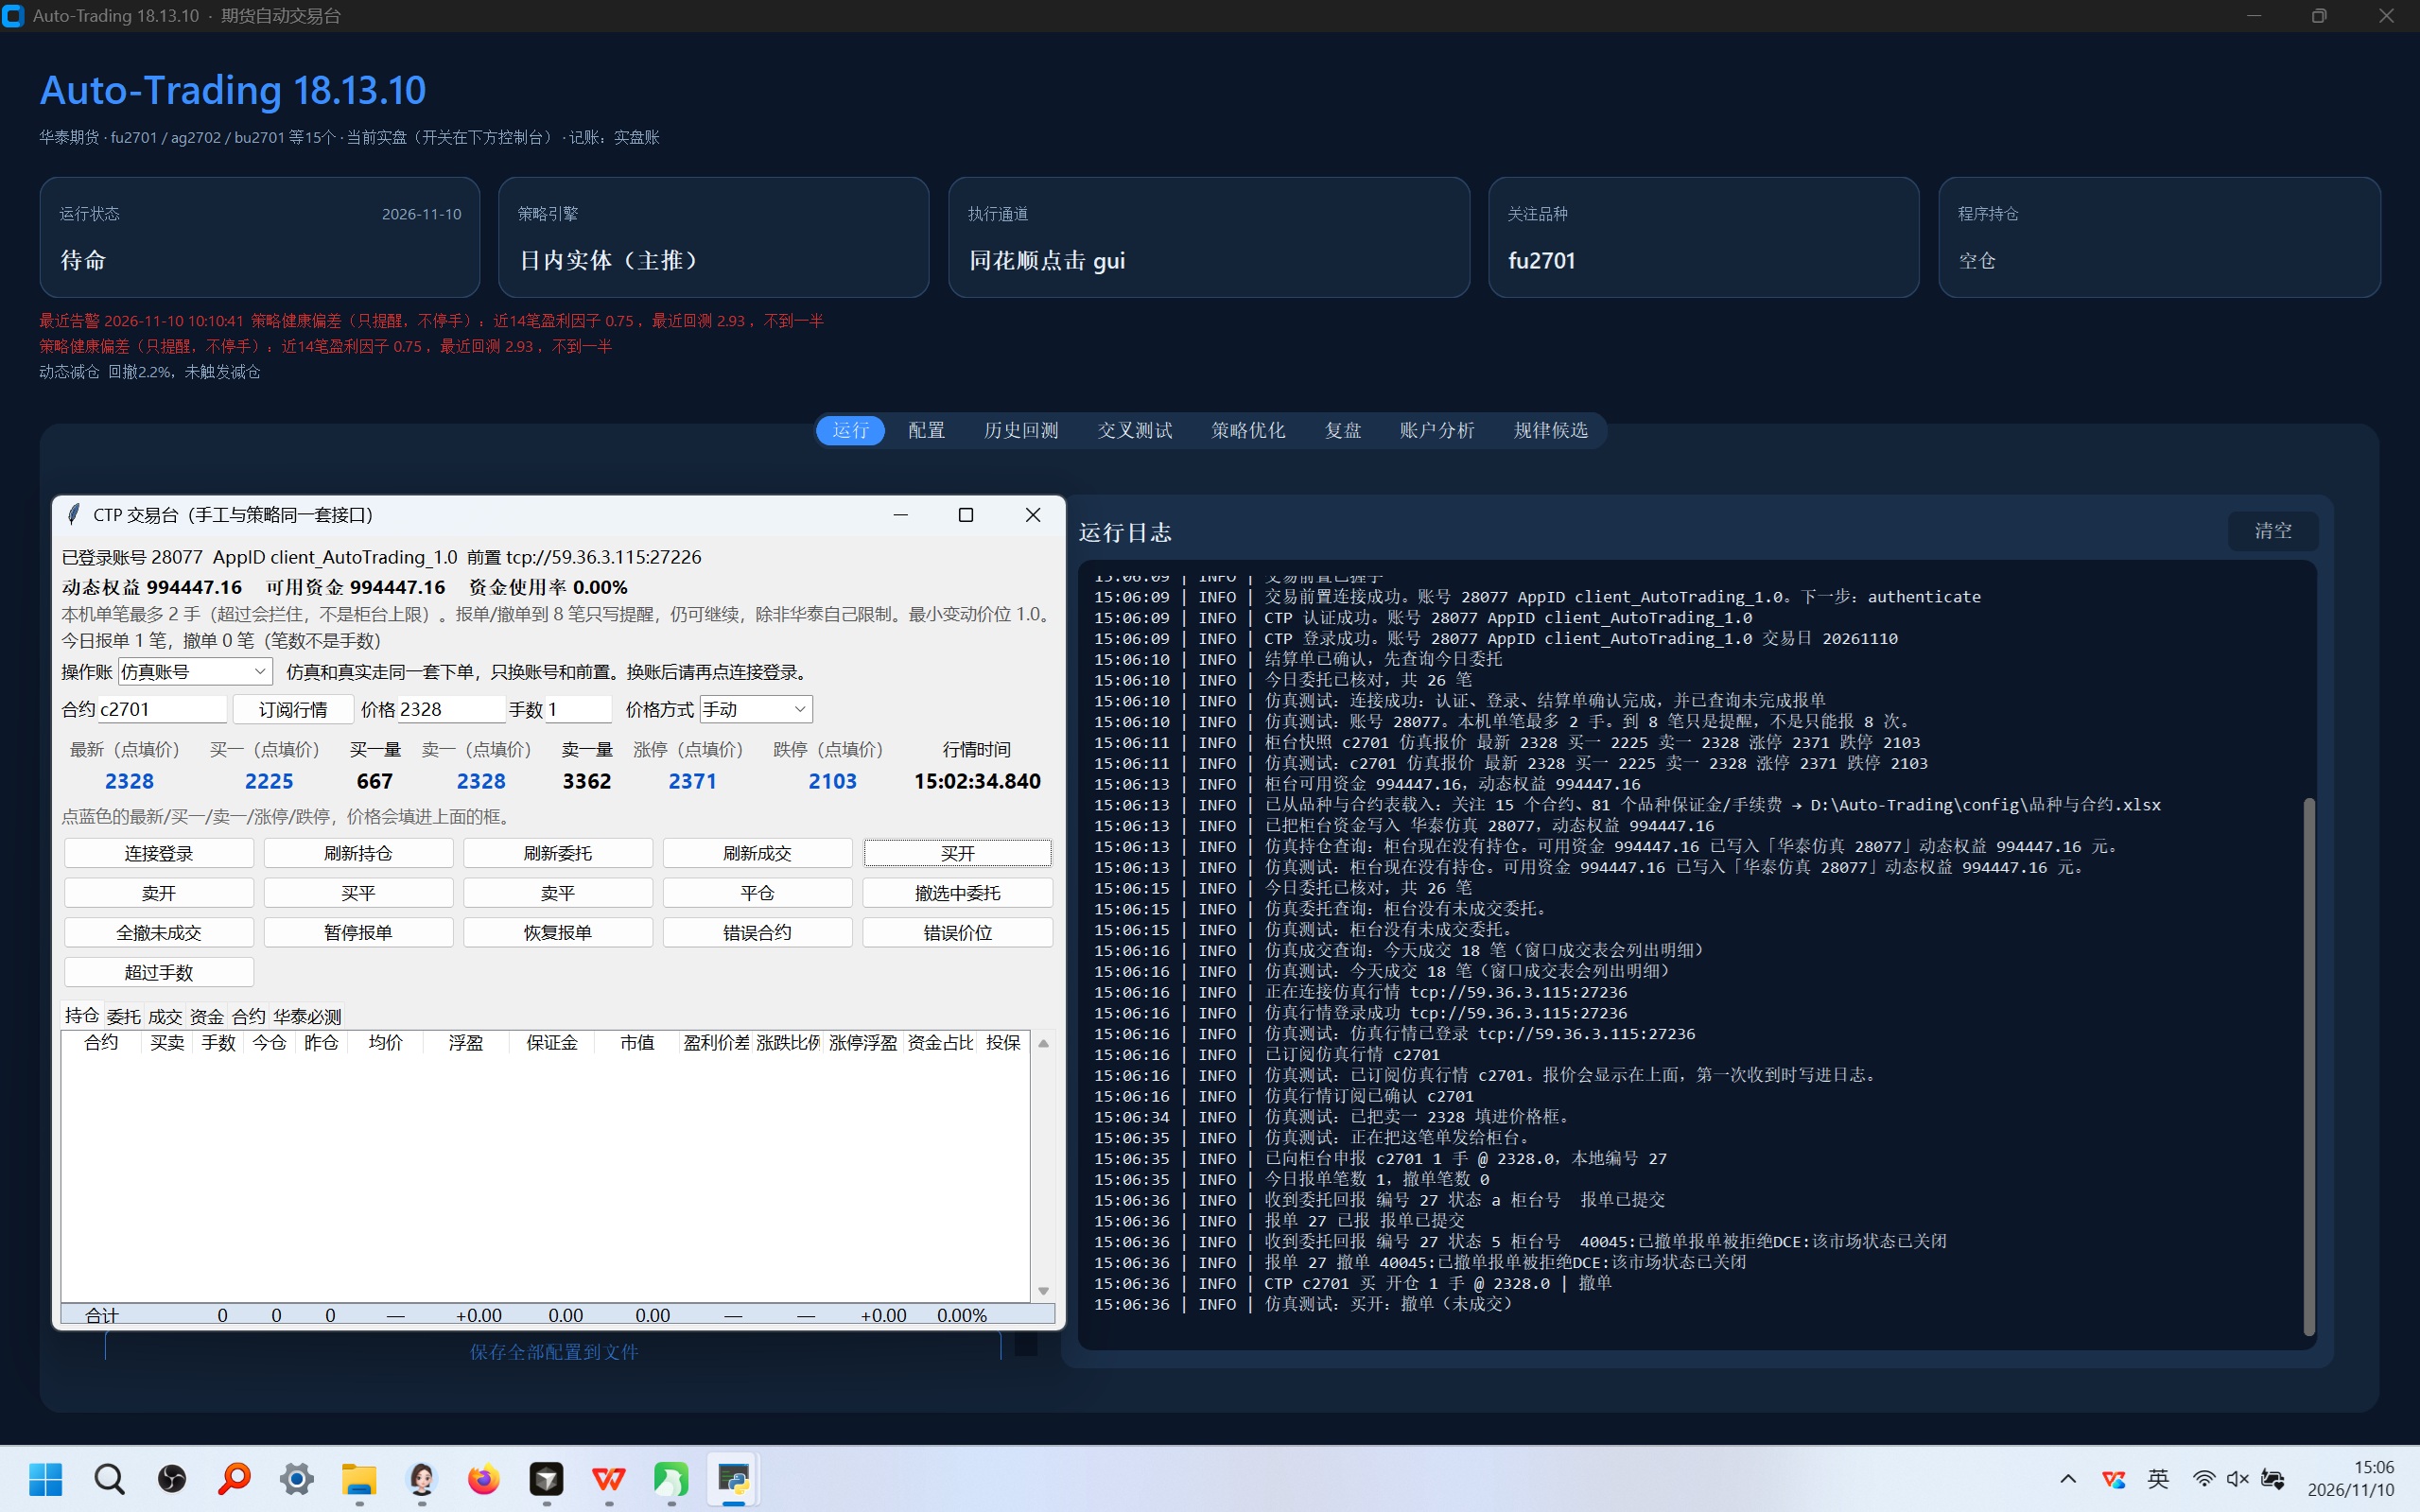 Auto-Trading 18.13.10 · 期货自动交易台
Auto-Trading 18.13.10
华泰期货 · fu2701 / ag2702 / bu2701 等15个 · 当前实盘（开关在下方控制台） · 记账：实盘账
运行状态 2026-11-10
待命
策略引擎
日内实体（主推）
执行通道
同花顺点击 gui
关注品种
fu2701
程序持仓
空仓
最近告警 2026-11-10 10:10:41 策略健康偏差（只提醒，不停手）：近14笔盈利因子 0.75，最近回测 2.93，不到一半
策略健康偏差（只提醒，不停手）：近14笔盈利因子 0.75，最近回测 2.93，不到一半
动态减仓 回撤2.2%，未触发减仓
运行 配置 历史回测 交叉测试 策略优化 复盘 账户分析 规律候选
CTP 交易台（手工与策略同一套接口）
已登录账号 28077 AppID client_AutoTrading_1.0 前置 tcp://59.36.3.115:27226
动态权益 994447.16 可用资金 994447.16 资金使用率 0.00%
本机单笔最多 2 手（超过会拦住，不是柜台上限）。报单/撤单到 8 笔只写提醒，仍可继续，除非华泰自己限制。最小变动价位 1.0。
今日报单 1 笔，撤单 0 笔（笔数不是手数）
操作账 仿真账号 仿真和真实走同一套下单，只换账号和前置。换账后请再点连接登录。
合约 c2701 订阅行情 价格 2328 手数 1 价格方式 手动
最新（点填价） 买一（点填价） 买一量 卖一（点填价） 卖一量 涨停（点填价） 跌停（点填价） 行情时间
2328 2225 667 2328 3362 2371 2103 15:02:34.840
点蓝色的最新/买一/卖一/涨停/跌停，价格会填进上面的框。
连接登录 刷新持仓 刷新委托 刷新成交 买开
卖开 买平 卖平 平仓 撤选中委托
全撤未成交 暂停报单 恢复报单 错误合约 错误价位
超过手数
持仓 委托 成交 资金 合约 华泰必测
合约 买卖 手数 今仓 昨仓 均价 浮盈 保证金 市值 盈利价差 涨跌比例 涨停浮盈 资金占比 投保
合计 0 0 0 — +0.00 0.00 0.00 — — +0.00 0.00%
保存全部配置到文件
运行日志
清空
15:06:09 | INFO | 交易前置已握手
15:06:09 | INFO | 交易前置连接成功。账号 28077 AppID client_AutoTrading_1.0。下一步：authenticate
15:06:09 | INFO | CTP 认证成功。账号 28077 AppID client_AutoTrading_1.0
15:06:09 | INFO | CTP 登录成功。账号 28077 AppID client_AutoTrading_1.0 交易日 20261110
15:06:10 | INFO | 结算单已确认，先查询今日委托
15:06:10 | INFO | 今日委托已核对，共 26 笔
15:06:10 | INFO | 仿真测试：连接成功：认证、登录、结算单确认完成，并已查询未完成报单
15:06:10 | INFO | 仿真测试：账号 28077。本机单笔最多 2 手。到 8 笔只是提醒，不是只能报 8 次。
15:06:11 | INFO | 柜台快照 c2701 仿真报价 最新 2328 买一 2225 卖一 2328 涨停 2371 跌停 2103
15:06:11 | INFO | 仿真测试：c2701 仿真报价 最新 2328 买一 2225 卖一 2328 涨停 2371 跌停 2103
15:06:13 | INFO | 柜台可用资金 994447.16，动态权益 994447.16
15:06:13 | INFO | 已从品种与合约表载入：关注 15 个合约、81 个品种保证金/手续费 → D:\Auto-Trading\config\品种与合约.xlsx
15:06:13 | INFO | 已把柜台资金写入 华泰仿真 28077，动态权益 994447.16
15:06:13 | INFO | 仿真持仓查询：柜台现在没有持仓。可用资金 994447.16 已写入「华泰仿真 28077」动态权益 994447.16 元。
15:06:13 | INFO | 仿真测试：柜台现在没有持仓。可用资金 994447.16 已写入「华泰仿真 28077」动态权益 994447.16 元。
15:06:15 | INFO | 今日委托已核对，共 26 笔
15:06:15 | INFO | 仿真委托查询：柜台没有未成交委托。
15:06:15 | INFO | 仿真测试：柜台没有未成交委托。
15:06:16 | INFO | 仿真成交查询：今天成交 18 笔（窗口成交表会列出明细）
15:06:16 | INFO | 仿真测试：今天成交 18 笔（窗口成交表会列出明细）
15:06:16 | INFO | 正在连接仿真行情 tcp://59.36.3.115:27236
15:06:16 | INFO | 仿真行情登录成功 tcp://59.36.3.115:27236
15:06:16 | INFO | 仿真测试：仿真行情已登录 tcp://59.36.3.115:27236
15:06:16 | INFO | 已订阅仿真行情 c2701
15:06:16 | INFO | 仿真测试：已订阅仿真行情 c2701。报价会显示在上面，第一次收到时写进日志。
15:06:16 | INFO | 仿真行情订阅已确认 c2701
15:06:34 | INFO | 仿真测试：已把卖一 2328 填进价格框。
15:06:35 | INFO | 仿真测试：正在把这笔单发给柜台。
15:06:35 | INFO | 已向柜台申报 c2701 1 手 @ 2328.0，本地编号 27
15:06:35 | INFO | 今日报单笔数 1，撤单笔数 0
15:06:36 | INFO | 收到委托回报 编号 27 状态 a 柜台号 报单已提交
15:06:36 | INFO | 报单 27 已报 报单已提交
15:06:36 | INFO | 收到委托回报 编号 27 状态 5 柜台号 40045:已撤单报单被拒绝DCE:该市场状态已关闭
15:06:36 | INFO | 报单 27 撤单 40045:已撤单报单被拒绝DCE:该市场状态已关闭
15:06:36 | INFO | CTP c2701 买 开仓 1 手 @ 2328.0 | 撤单
15:06:36 | INFO | 仿真测试：买开：撤单（未成交）
英
15:06
2026/11/10